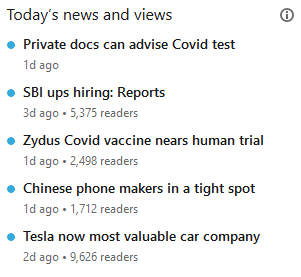 Today's news and views
Private docs can advise Covid test
1d ago
SBI ups hiring: Reports
3d ago • 5,375 readers
Zydus Covid vaccine nears human trial
1d ago • 2,498 readers
Chinese phone makers in a tight spot
1d ago • 1,712 readers
Tesla now most valuable car company
2d ago • 9,626 readers